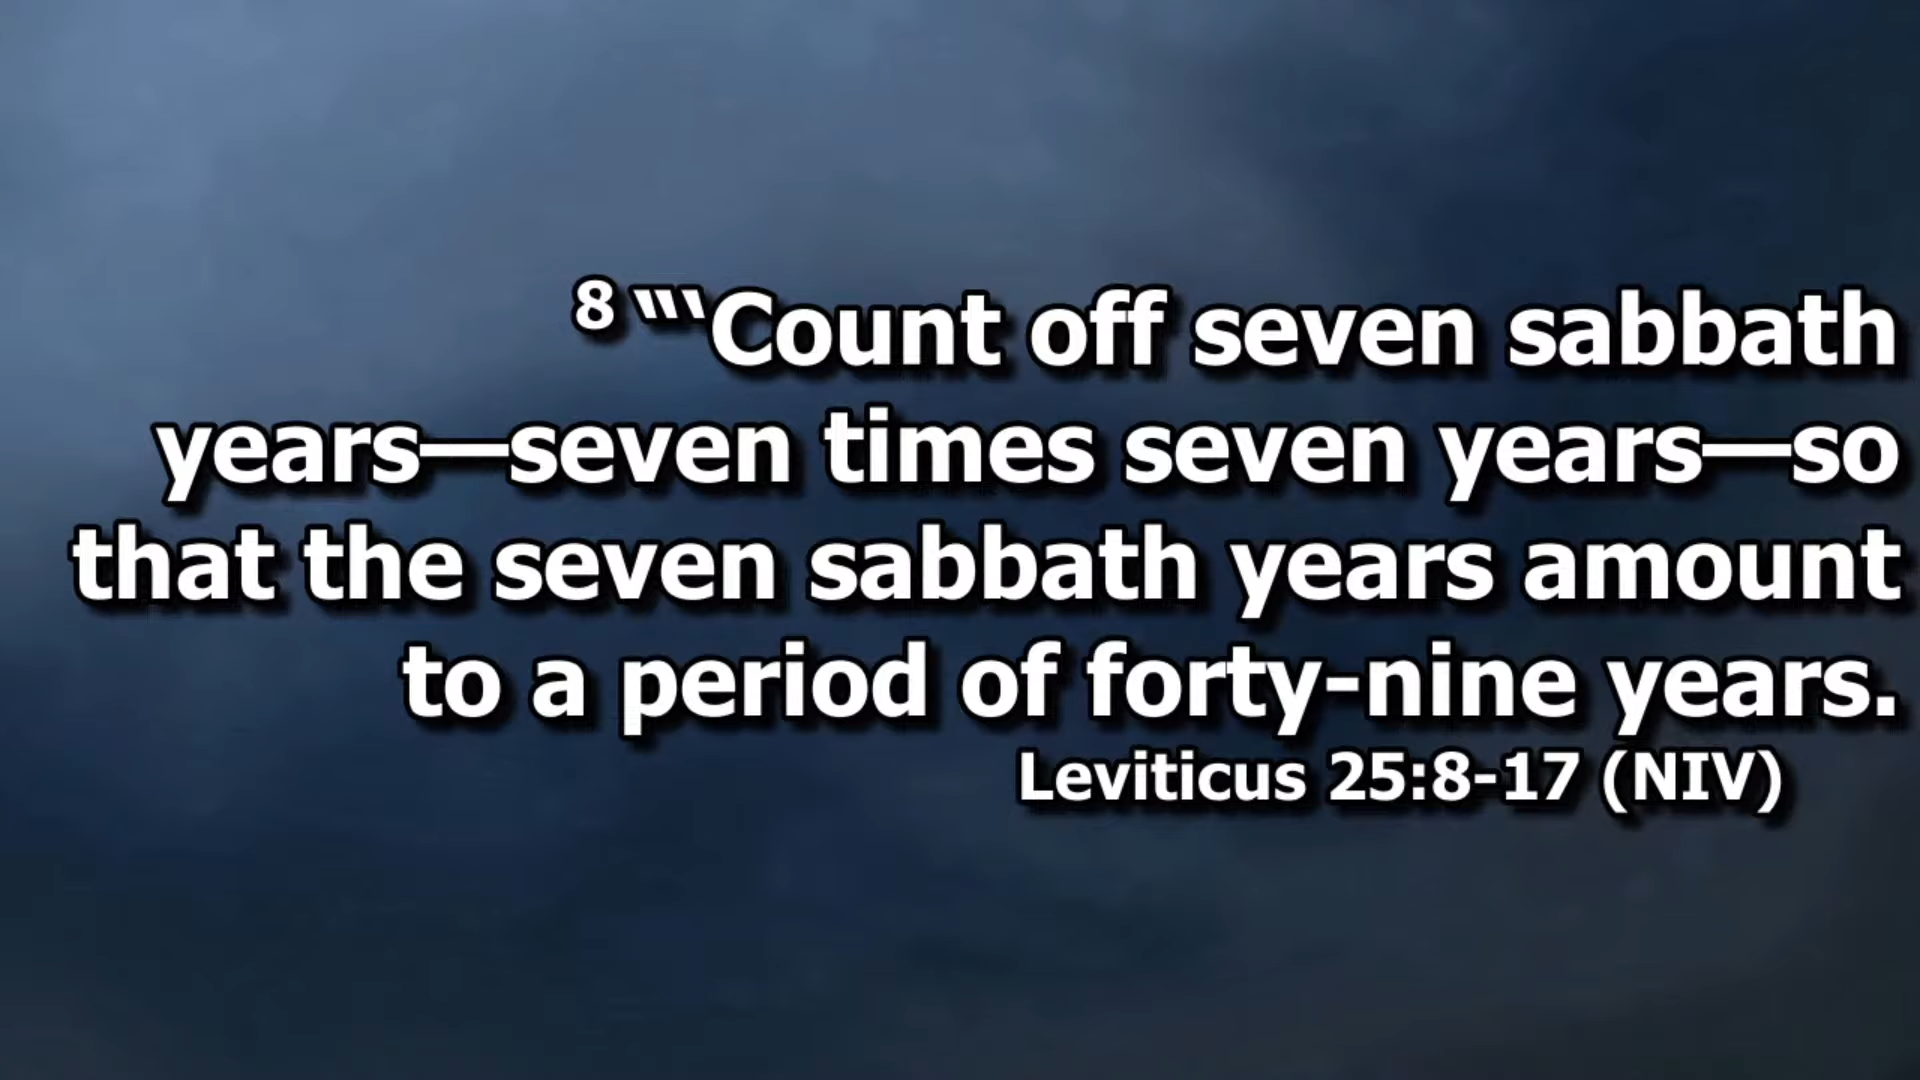 8 “‘Count off seven sabbath
years—seven times seven years—so
that the seven sabbath years amount
to a period of forty-nine years.
Leviticus 25:8-17 (NIV)